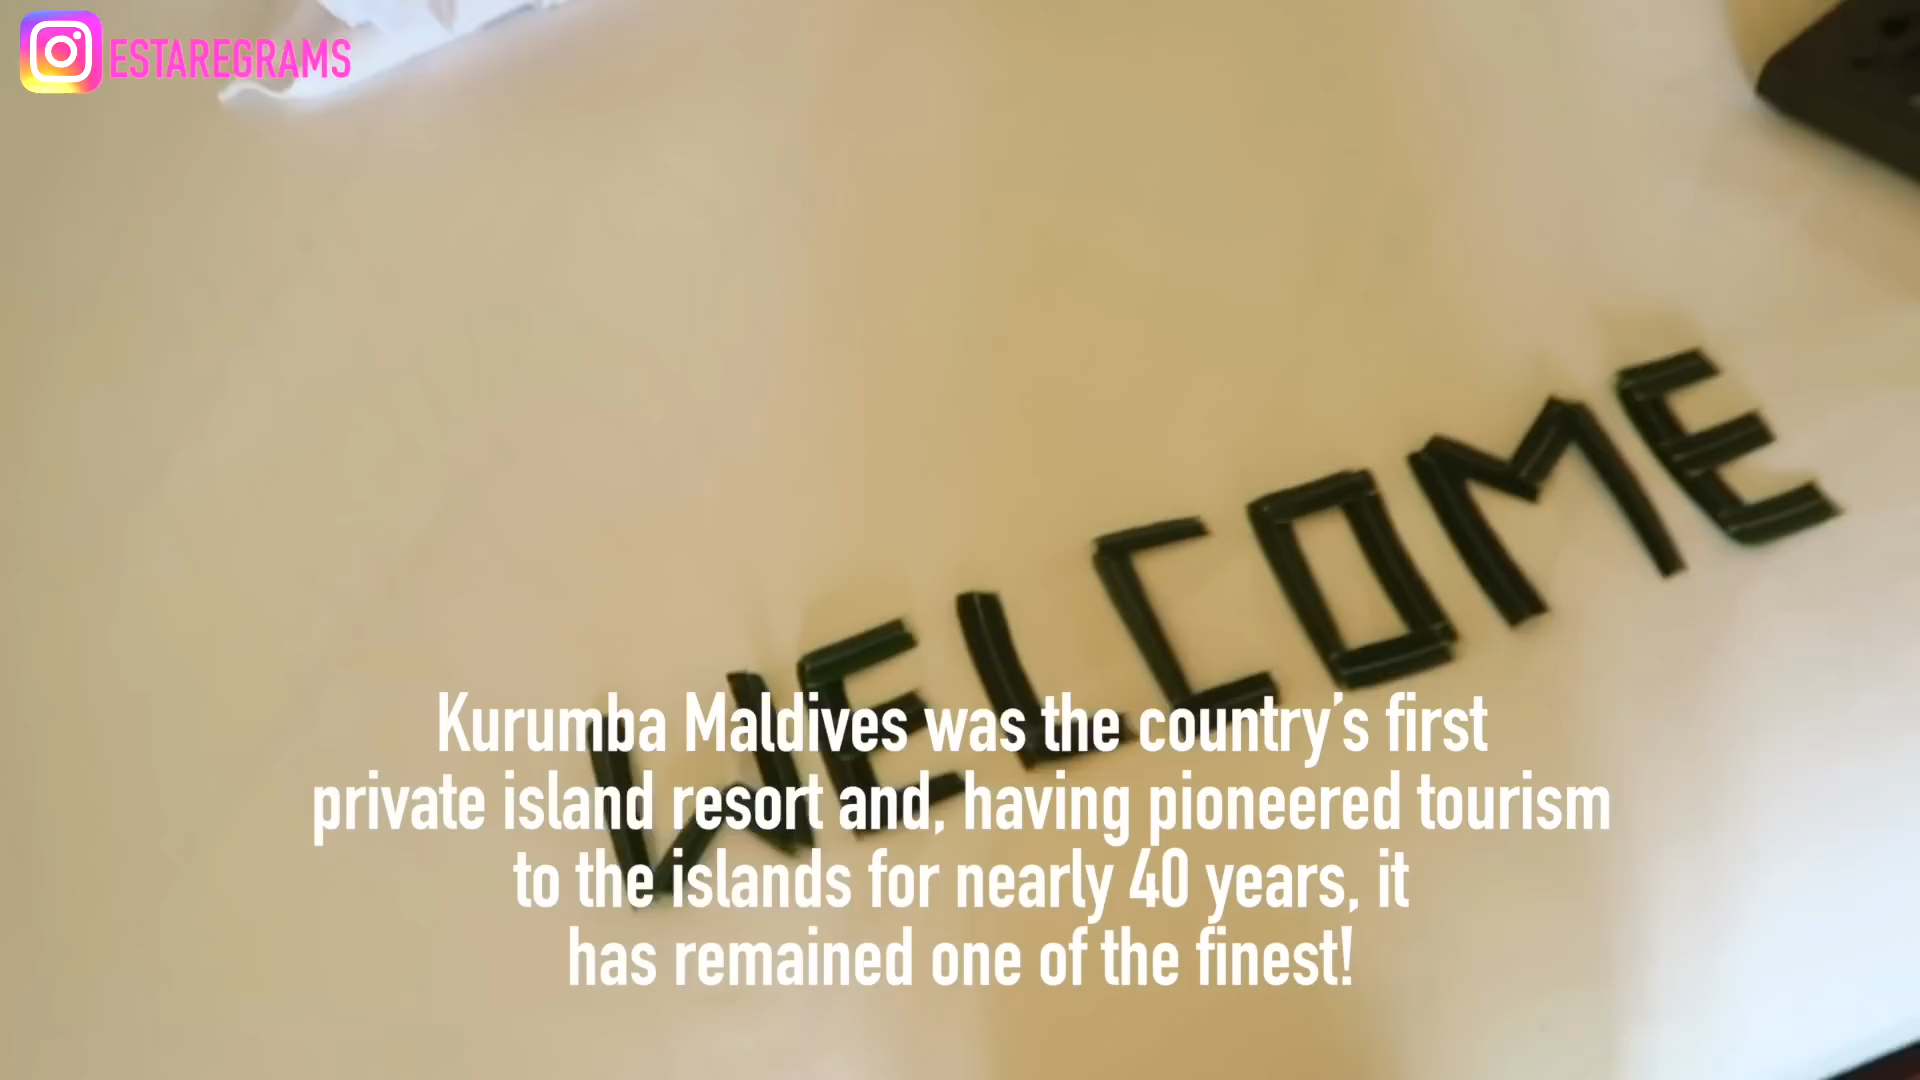 ESTAREGRAMS
WELCOME
Kurumba Maldives was the country’s first
private island resort and, having pioneered tourism
to the islands for nearly 40 years, it
has remained one of the finest!